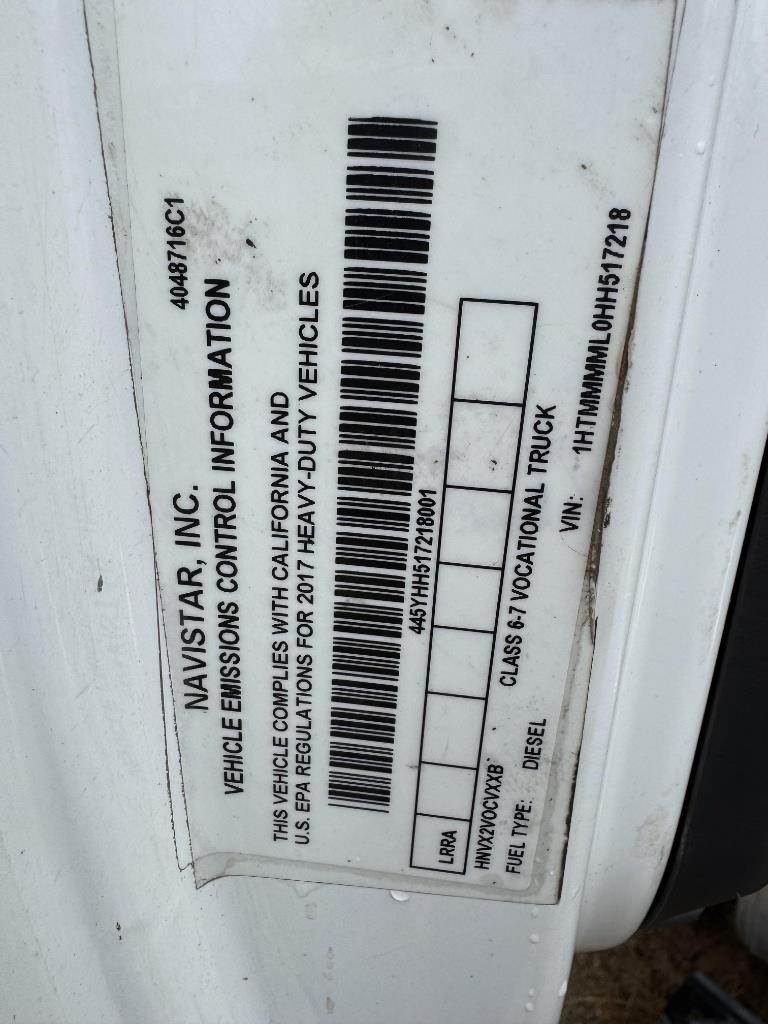 4048716C1
NAVISTAR, INC.
VEHICLE EMISSIONS CONTROL INFORMATION
THIS VEHICLE COMPLIES WITH CALIFORNIA AND
U.S. EPA REGULATIONS FOR 2017 HEAVY-DUTY VEHICLES
445YHH517218001
LRRA
HNVX2VOCVXXB
CLASS 6-7 VOCATIONAL TRUCK
FUEL TYPE: DIESEL
VIN: 1HTMMMML0HH517218